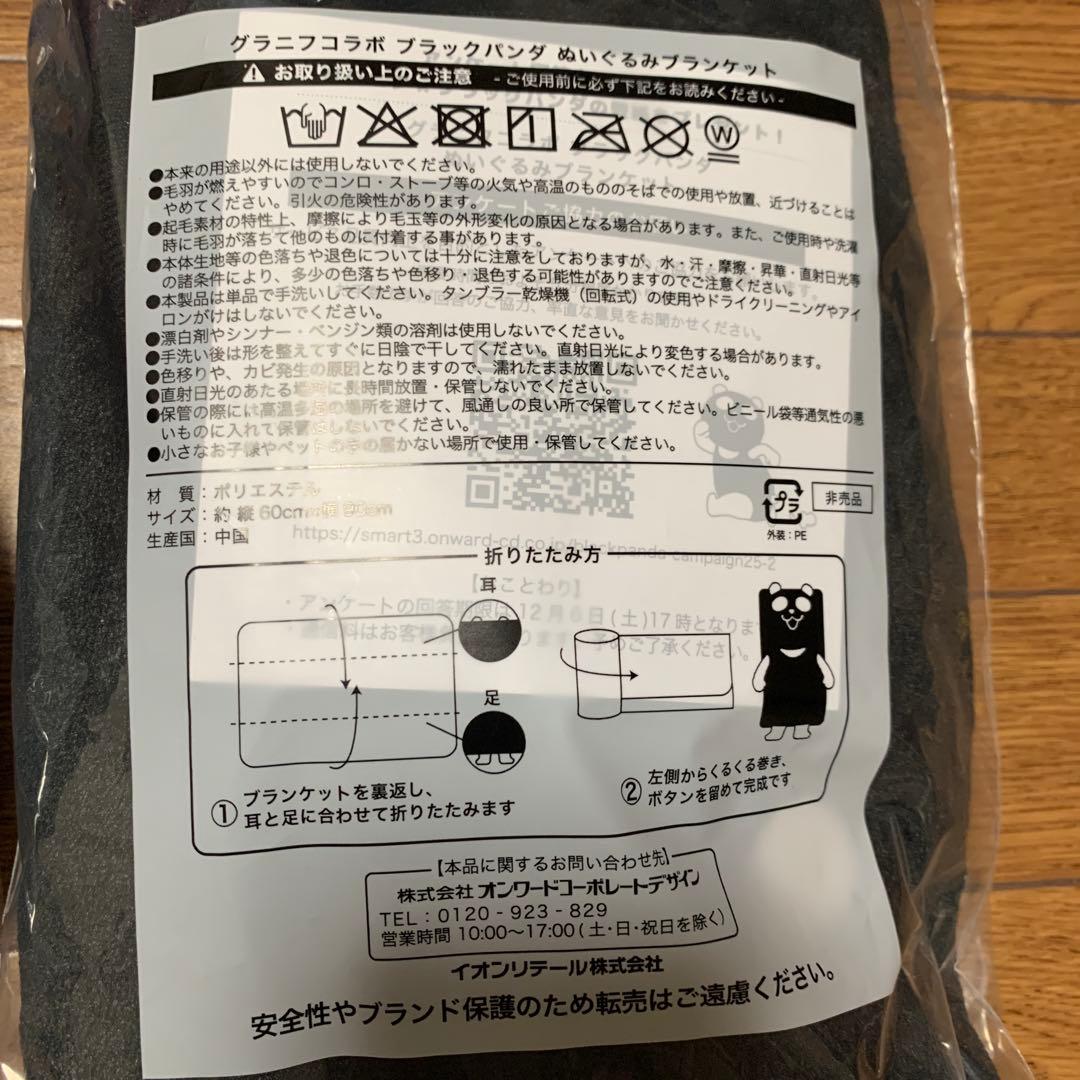 グラニフコラボ ブラックパンダ ぬいぐるみブランケット
お取り扱い上のご注意 - ご使用前に必ず下記をお読みください -
W
●本来の用途以外には使用しないでください。
●毛羽が燃えやすいのでコンロ・ストーブ等の火気や高温のもののそばでの使用や放置、近づけることは
やめてください。引火の危険性があります。
●起毛素材の特性上、摩擦により毛玉等の外形変化の原因となる場合があります。また、ご使用時や洗濯
時に毛羽が落ちて他のものに付着する事があります。
●本体生地等の色落ちや退色については十分に注意をしておりますが、水・汗・摩擦・昇華・直射日光等
の諸条件により、多少の色落ちや色移り・退色する可能性がありますのでご注意ください。
●本製品は単品で手洗いしてください。タンブラー乾燥機（回転式）の使用やドライクリーニングやアイ
ロンがけはしないでください。
●漂白剤やシンナー・ベンジン類の溶剤は使用しないでください。
●手洗い後は形を整えてすぐに日陰で干してください。直射日光により変色する場合があります。
●色移りや、カビ発生の原因となりますので、濡れたまま放置しないでください。
●直射日光のあたる場所に長時間放置・保管しないでください。
●保管の際には高温多湿の場所を避けて、風通しの良い所で保管してください。ビニール袋等通気性の悪
いものに入れて保管はしないでください。
●小さなお子様やペットの手の届かない場所で使用・保管してください。
材 質：ポリエステル
サイズ：約 縦 60cm
生産国：中国
プラ
外装：PE
非売品
https://smart3.onward-cd.co.jp/blackpanda-campaign25-2
折りたたみ方
耳
足
① ブランケットを裏返し、
耳と足に合わせて折りたたみます
② 左側からくるくる巻き、
ボタンを留めて完成です
【本品に関するお問い合わせ先】
株式会社 オンワードコーポレートデザイン
TEL：0120 - 923 - 829
営業時間 10:00〜17:00 ( 土・日・祝日を除く )
イオンリテール株式会社
安全性やブランド保護のため転売はご遠慮ください。